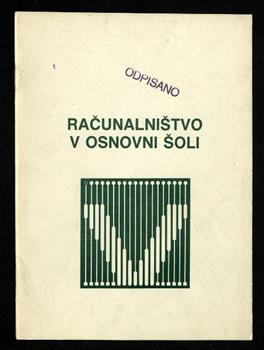 ODPISANO
RAČUNALNIŠTVO
V OSNOVNI ŠOLI